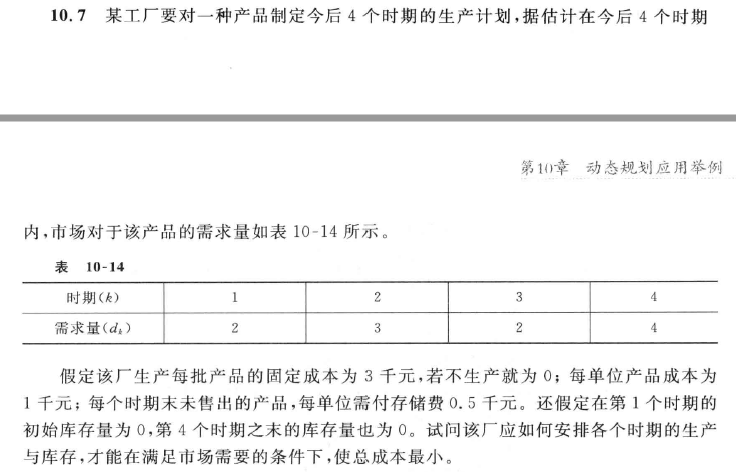 10.7 某工厂要对一种产品制定今后 4 个时期的生产计划,据估计在今后 4 个时期
第10章 动态规划应用举例
内,市场对于该产品的需求量如表 10-14 所示。
表 10-14
时期(k) 1 2 3 4
需求量(dₖ) 2 3 2 4
假定该厂生产每批产品的固定成本为 3 千元,若不生产就为 0;每单位产品成本为
1 千元;每个时期末未售出的产品,每单位需付存储费 0.5 千元。还假定在第 1 个时期的
初始库存量为 0,第 4 个时期之末的库存量也为 0。试问该厂应如何安排各个时期的生产
与库存,才能在满足市场需要的条件下,使总成本最小。